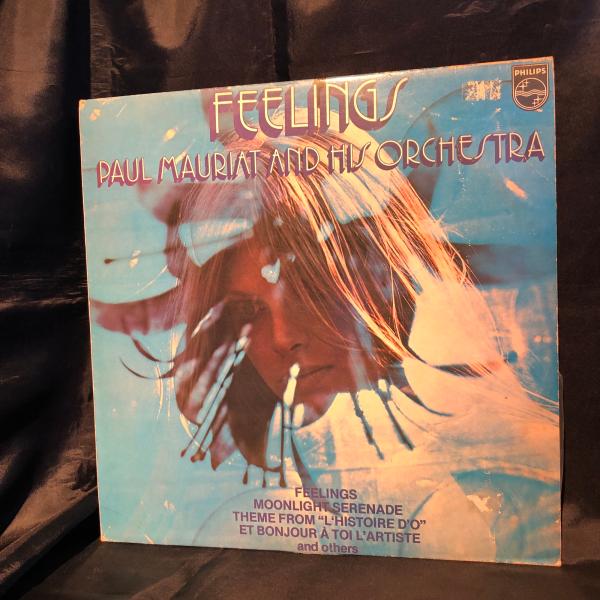 PHILIPS
FEELINGS
PAUL MAURIAT AND HIS ORCHESTRA
FEELINGS
MOONLIGHT SERENADE
THEME FROM "L'HISTOIRE D'O"
ET BONJOUR À TOI L'ARTISTE
and others